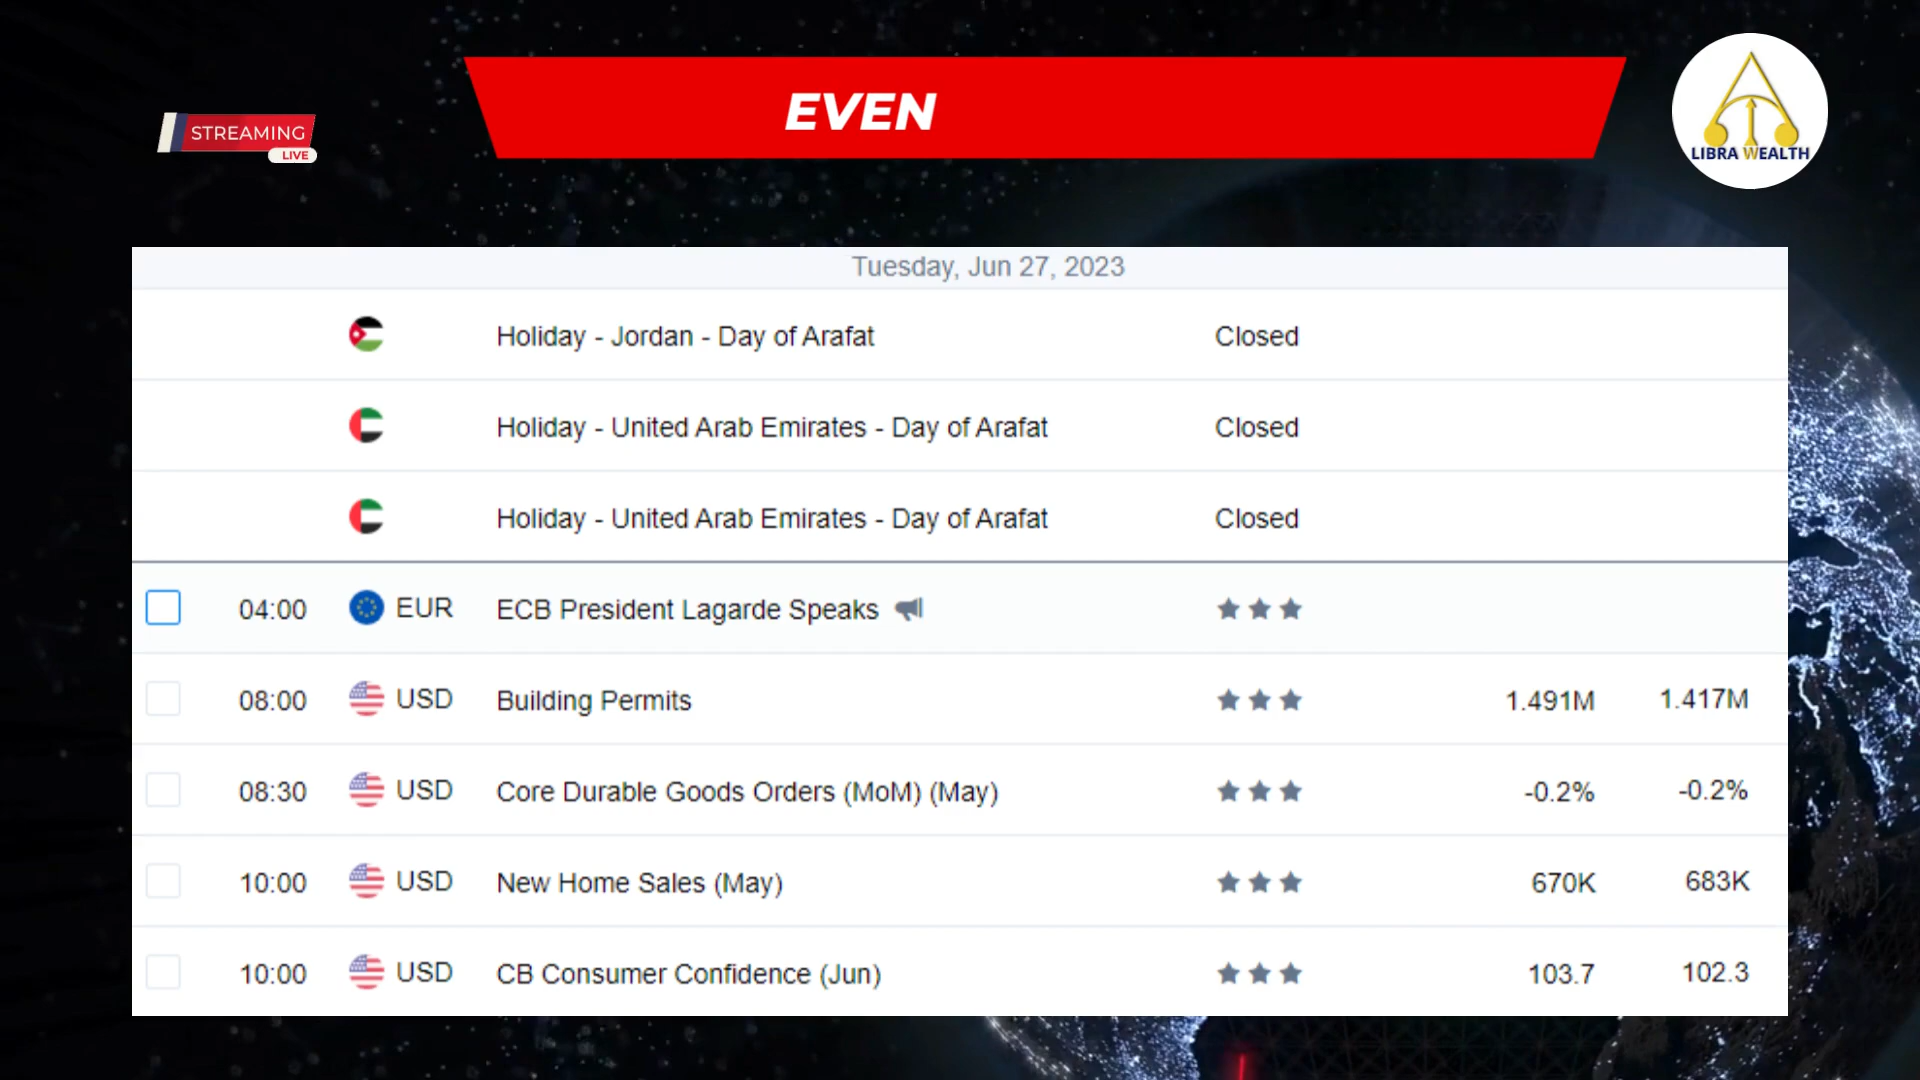 EVEN
STREAMING
LIVE
LIBRA WEALTH
Tuesday, Jun 27, 2023
Holiday - Jordan - Day of Arafat Closed
Holiday - United Arab Emirates - Day of Arafat Closed
Holiday - United Arab Emirates - Day of Arafat Closed
04:00 EUR ECB President Lagarde Speaks
08:00 USD Building Permits 1.491M 1.417M
08:30 USD Core Durable Goods Orders (MoM) (May) -0.2% -0.2%
10:00 USD New Home Sales (May) 670K 683K
10:00 USD CB Consumer Confidence (Jun) 103.7 102.3